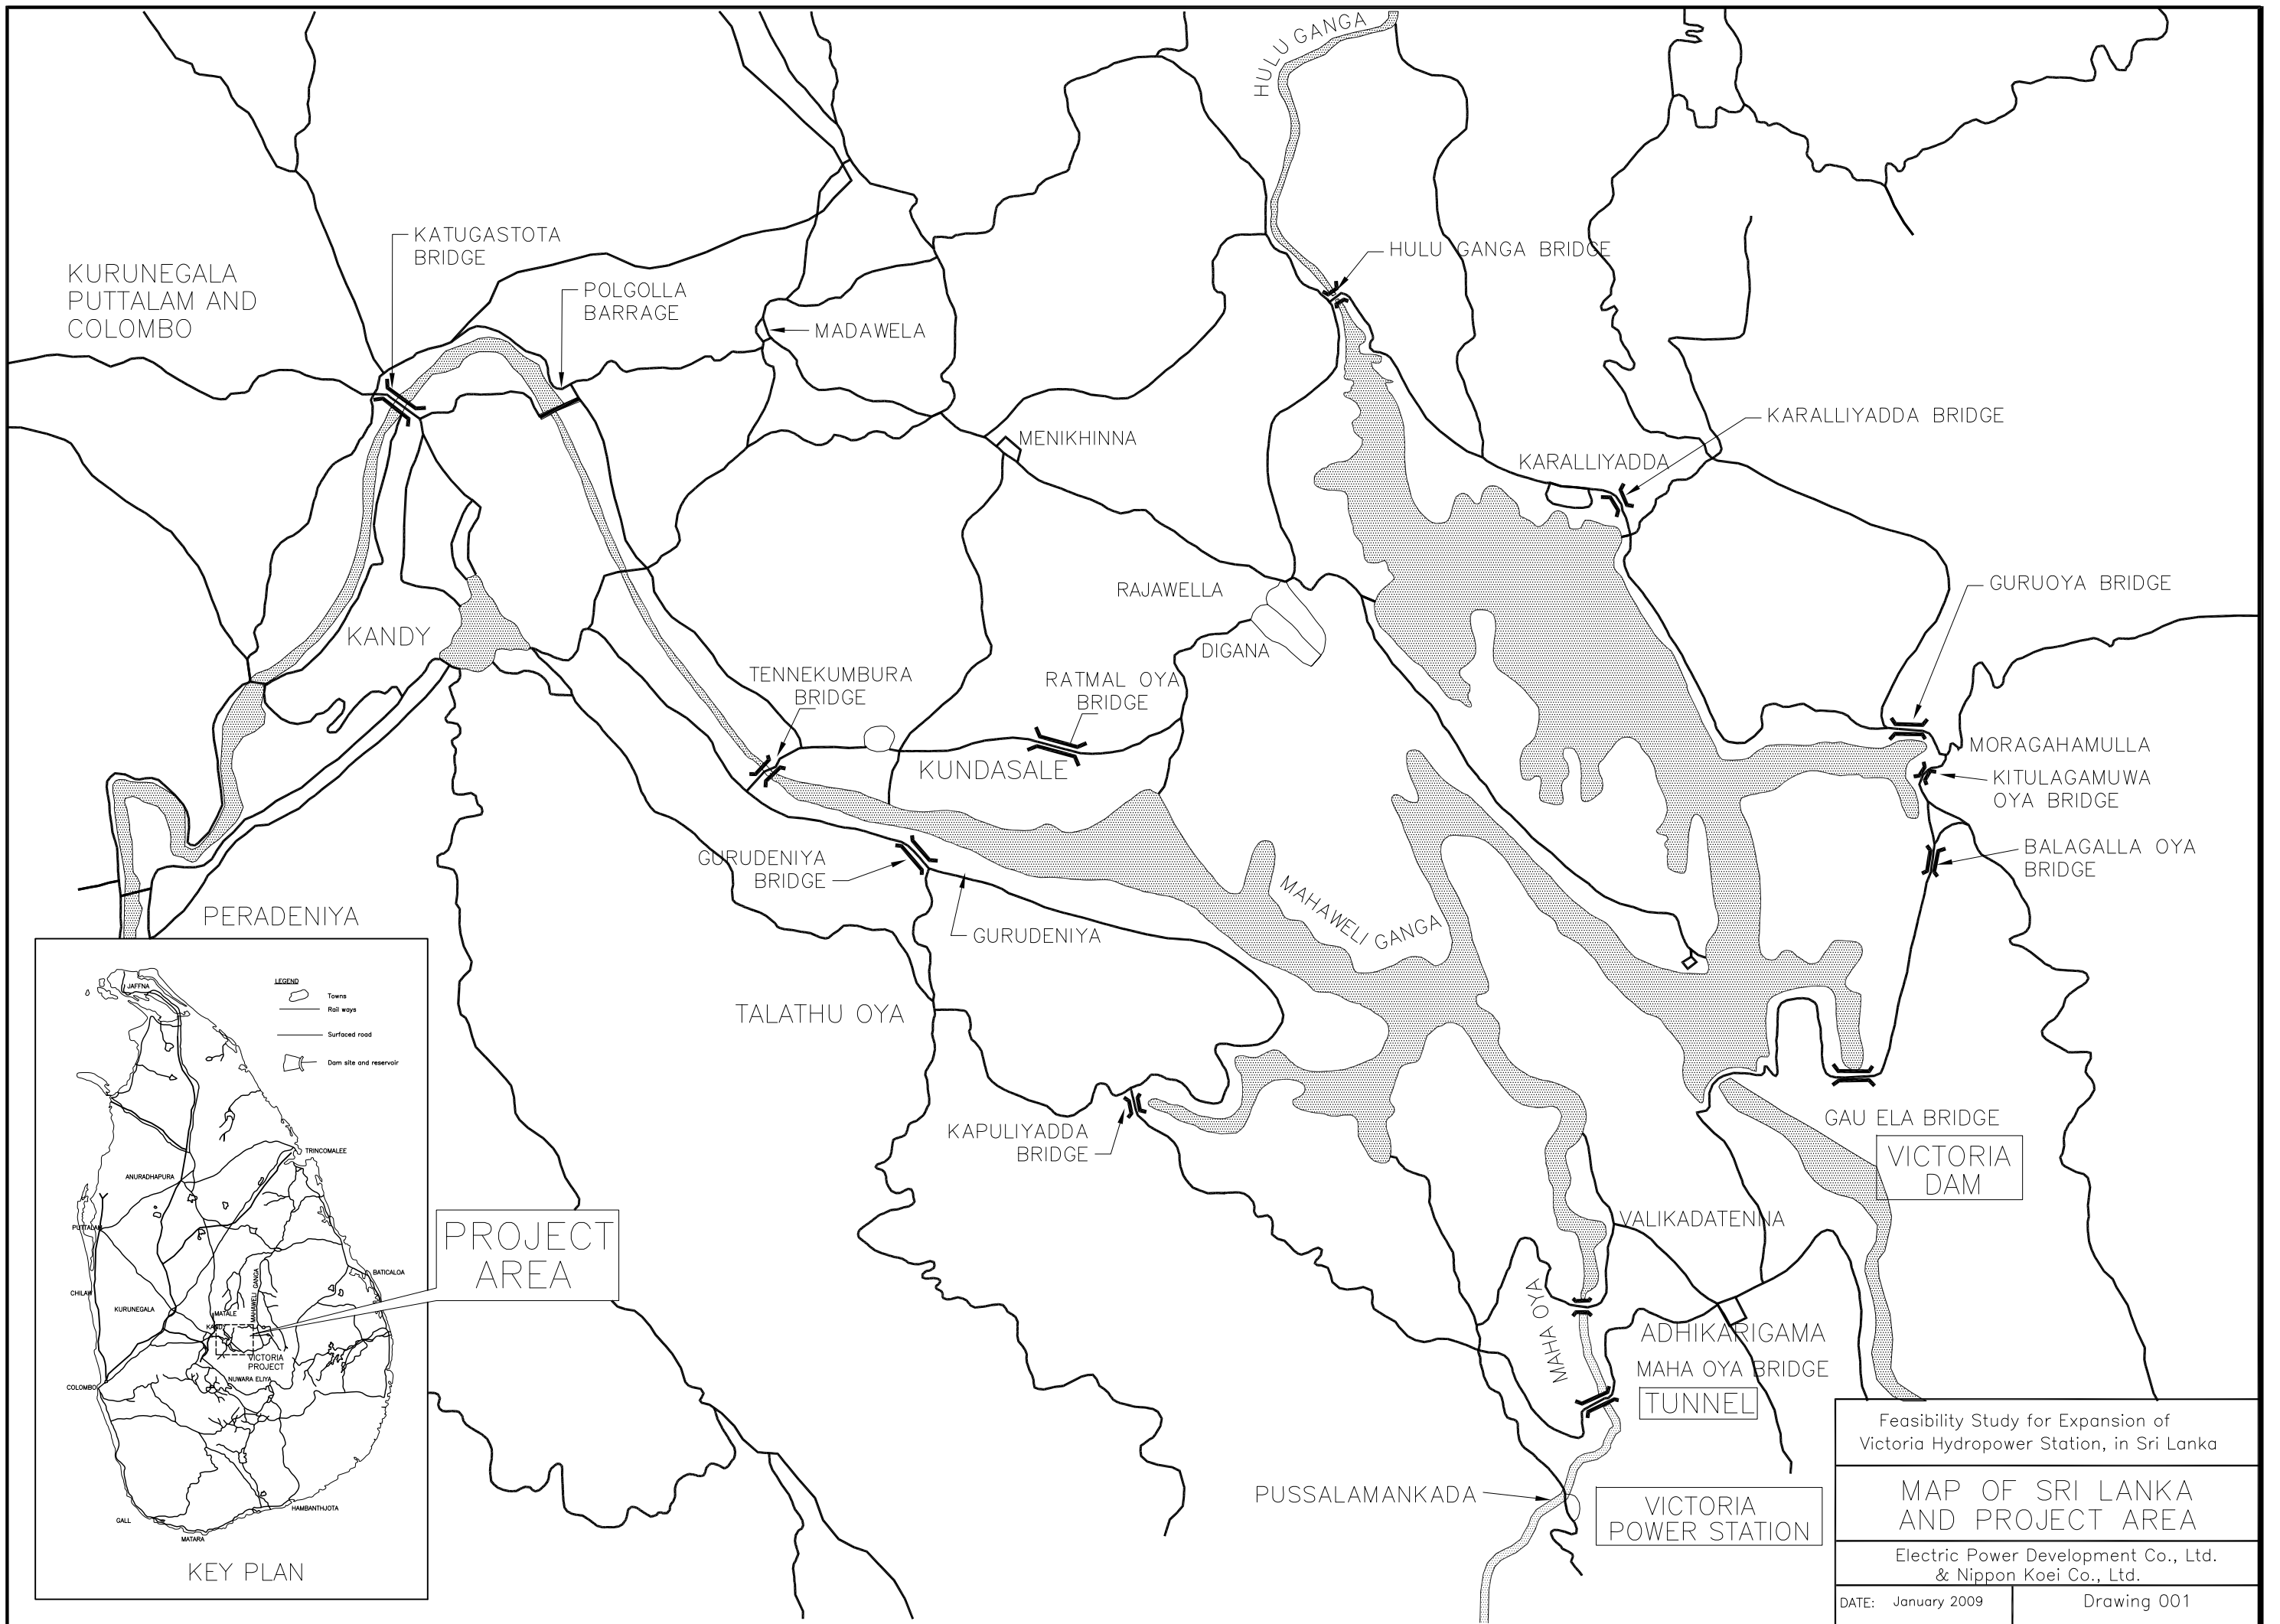 HULU GANGA
KATUGASTOTA
BRIDGE
HULU GANGA BRIDGE
KURUNEGALA
PUTTALAM AND
COLOMBO
POLGOLLA
BARRAGE
MADAWELA
KARALLIYADDA BRIDGE
MENIKHINNA
KARALLIYADDA
RAJAWELLA
GURUOYA BRIDGE
KANDY
DIGANA
TENNEKUMBURA
BRIDGE
RATMAL OYA
BRIDGE
KUNDASALE
MORAGAHAMULLA
KITULAGAMUWA
OYA BRIDGE
GURUDENIYA
BRIDGE
BALAGALLA OYA
BRIDGE
MAHAWELI GANGA
PERADENIYA
GURUDENIYA
TALATHU OYA
KAPULIYADDA
BRIDGE
GAU ELA BRIDGE
VICTORIA
DAM
VALIKADATENNA
PROJECT
AREA
MAHA OYA
ADHIKARIGAMA
MAHA OYA BRIDGE
TUNNEL
PUSSALAMANKADA
VICTORIA
POWER STATION
LEGEND
Towns
Rail ways
Surfaced road
Dam site and reservoir
JAFFNA
TRINCOMALEE
ANURADHAPURA
PUTTALAM
BATICALOA
CHILAW
KURUNEGALA
MATALE
MAHAWELI GANGA
VICTORIA
PROJECT
NUWARA ELIYA
COLOMBO
HAMBANTHJOTA
GALL
MATARA
KEY PLAN
Feasibility Study for Expansion of
Victoria Hydropower Station, in Sri Lanka
MAP OF SRI LANKA
AND PROJECT AREA
Electric Power Development Co., Ltd.
& Nippon Koei Co., Ltd.
DATE: January 2009
Drawing 001